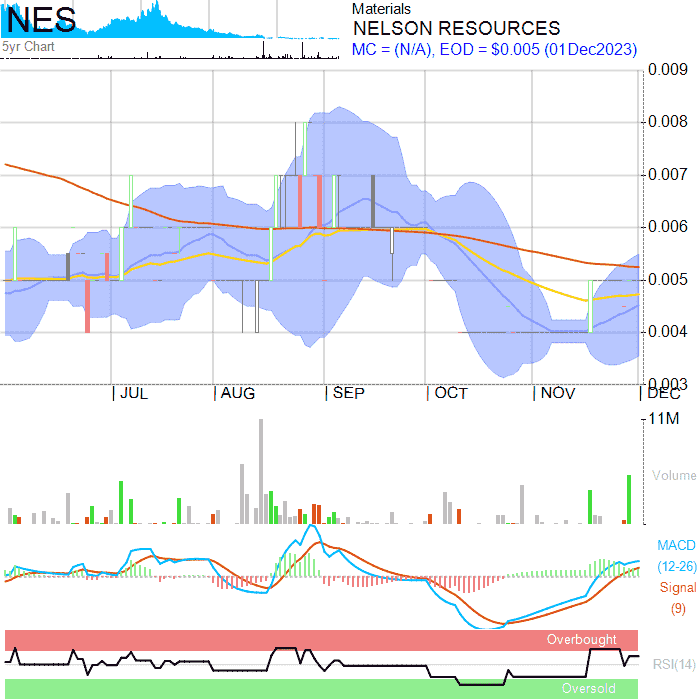 NES
5yr Chart
Materials
NELSON RESOURCES
MC = (N/A), EOD = $0.005 (01Dec2023)
0.009
0.008
0.007
0.006
0.005
0.004
0.003
JUL
AUG
SEP
OCT
NOV
DEC
11M
Volume
MACD
(12-26)
Signal
(9)
Overbought
RSI(14)
Oversold